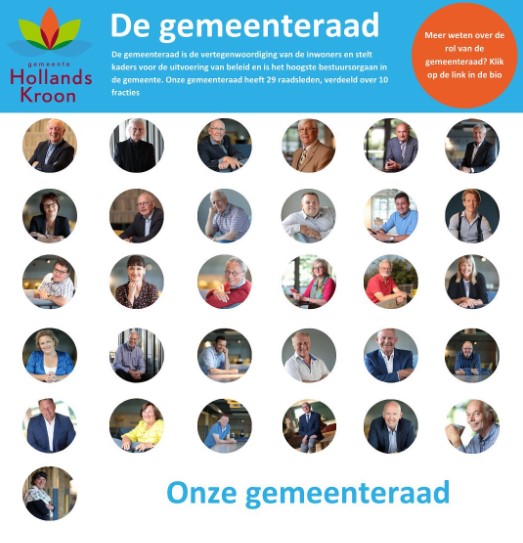 De gemeenteraad
De gemeenteraad is de vertegenwoordiging van de inwoners en stelt
kaders voor de uitvoering van beleid en is het hoogste bestuursorgaan in
de gemeente. Onze gemeenteraad heeft 29 raadsleden, verdeeld over 10
fracties
gemeente
Hollands
Kroon
Meer weten over de
rol van de
gemeenteraad? Klik
op de link in de bio
Onze gemeenteraad